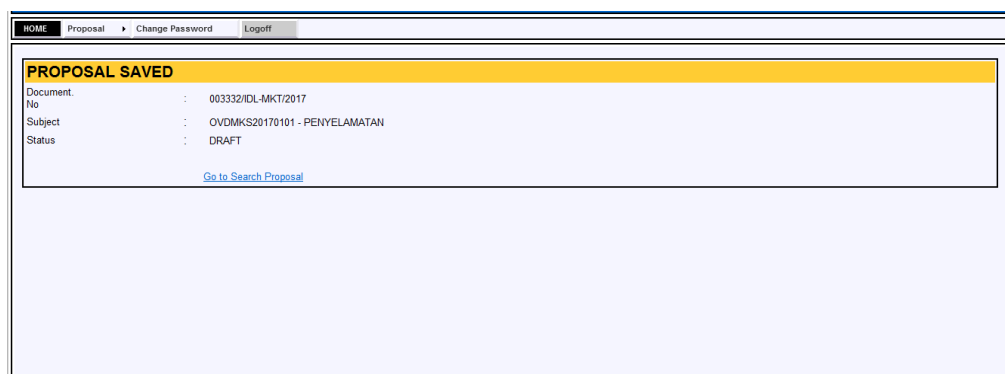 HOME Proposal Change Password Logoff
PROPOSAL SAVED
Document.
No : 003332/IDL-MKT/2017
Subject : OVDMKS20170101 - PENYELAMATAN
Status : DRAFT
Go to Search Proposal